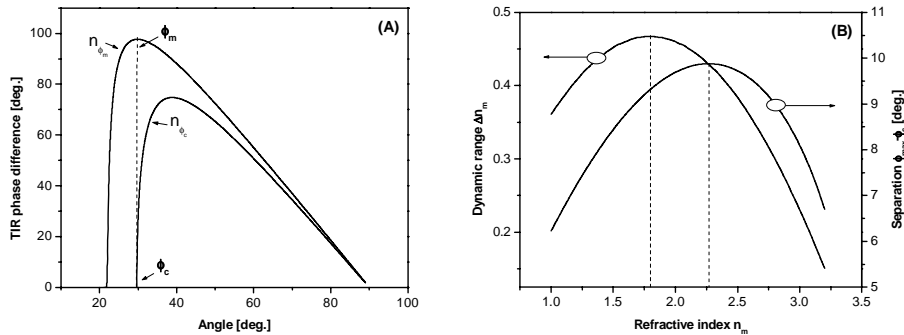 (A)
ϕm
nϕm
nϕc
ϕc
TIR phase difference [deg.]
100
80
60
40
20
0
20 40 60 80 100
Angle [deg.]
(B)
Dynamic range Δnm
0.5
0.4
0.3
0.2
1.0 1.5 2.0 2.5 3.0 3.5
Refractive index nm
11
10
9
8
7
6
5
Separation [deg.]